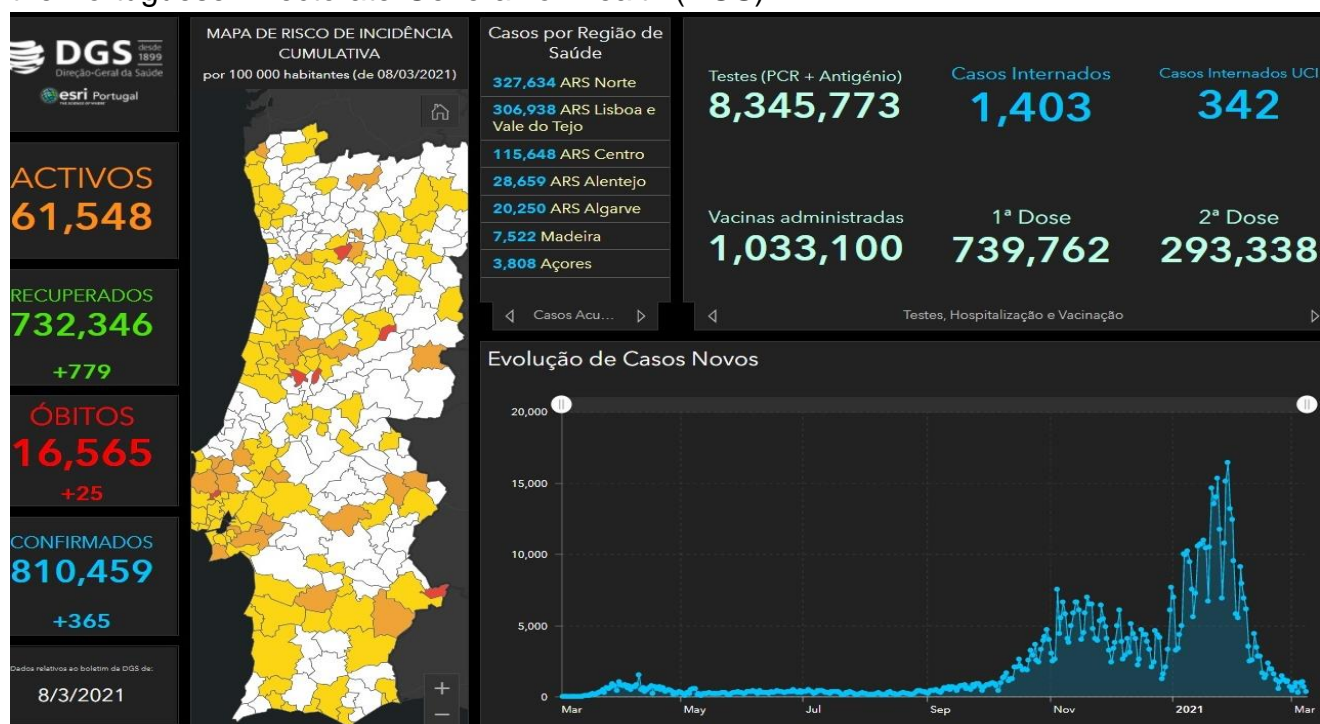 DGS desde 1899
Direção-Geral da Saúde
esri Portugal
THE SCIENCE OF WHERE
ACTIVOS
61,548
RECUPERADOS
732,346
+779
ÓBITOS
16,565
+25
CONFIRMADOS
810,459
+365
Dados relativos ao boletim da DGS de:
8/3/2021
MAPA DE RISCO DE INCIDÊNCIA
CUMULATIVA
por 100 000 habitantes (de 08/03/2021)
+
−
Casos por Região de
Saúde
327,634 ARS Norte
306,938 ARS Lisboa e
Vale do Tejo
115,648 ARS Centro
28,659 ARS Alentejo
20,250 ARS Algarve
7,522 Madeira
3,808 Açores
Casos Acu...
Testes (PCR + Antigénio)
8,345,773
Casos Internados
1,403
Casos Internados UCI
342
Vacinas administradas
1,033,100
1ª Dose
739,762
2ª Dose
293,338
Testes, Hospitalização e Vacinação
Evolução de Casos Novos
20,000
15,000
10,000
5,000
0
Mar May Jul Sep Nov 2021 Mar